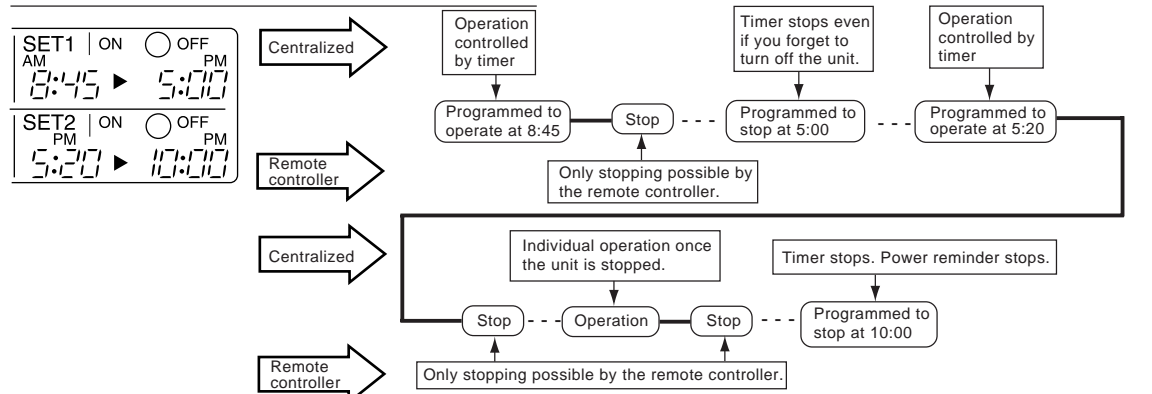 SET1 ON OFF
AM PM
8:45 5:00
SET2 ON OFF
PM PM
5:20 10:00
Centralized
Operation
controlled
by timer
Timer stops even
if you forget to
turn off the unit.
Operation
controlled by
timer
Programmed to
operate at 8:45
Stop
Programmed to
stop at 5:00
Programmed to
operate at 5:20
Remote
controller
Only stopping possible by
the remote controller.
Centralized
Individual operation once
the unit is stopped.
Timer stops. Power reminder stops.
Stop
Operation
Stop
Programmed to
stop at 10:00
Remote
controller
Only stopping possible by the remote controller.